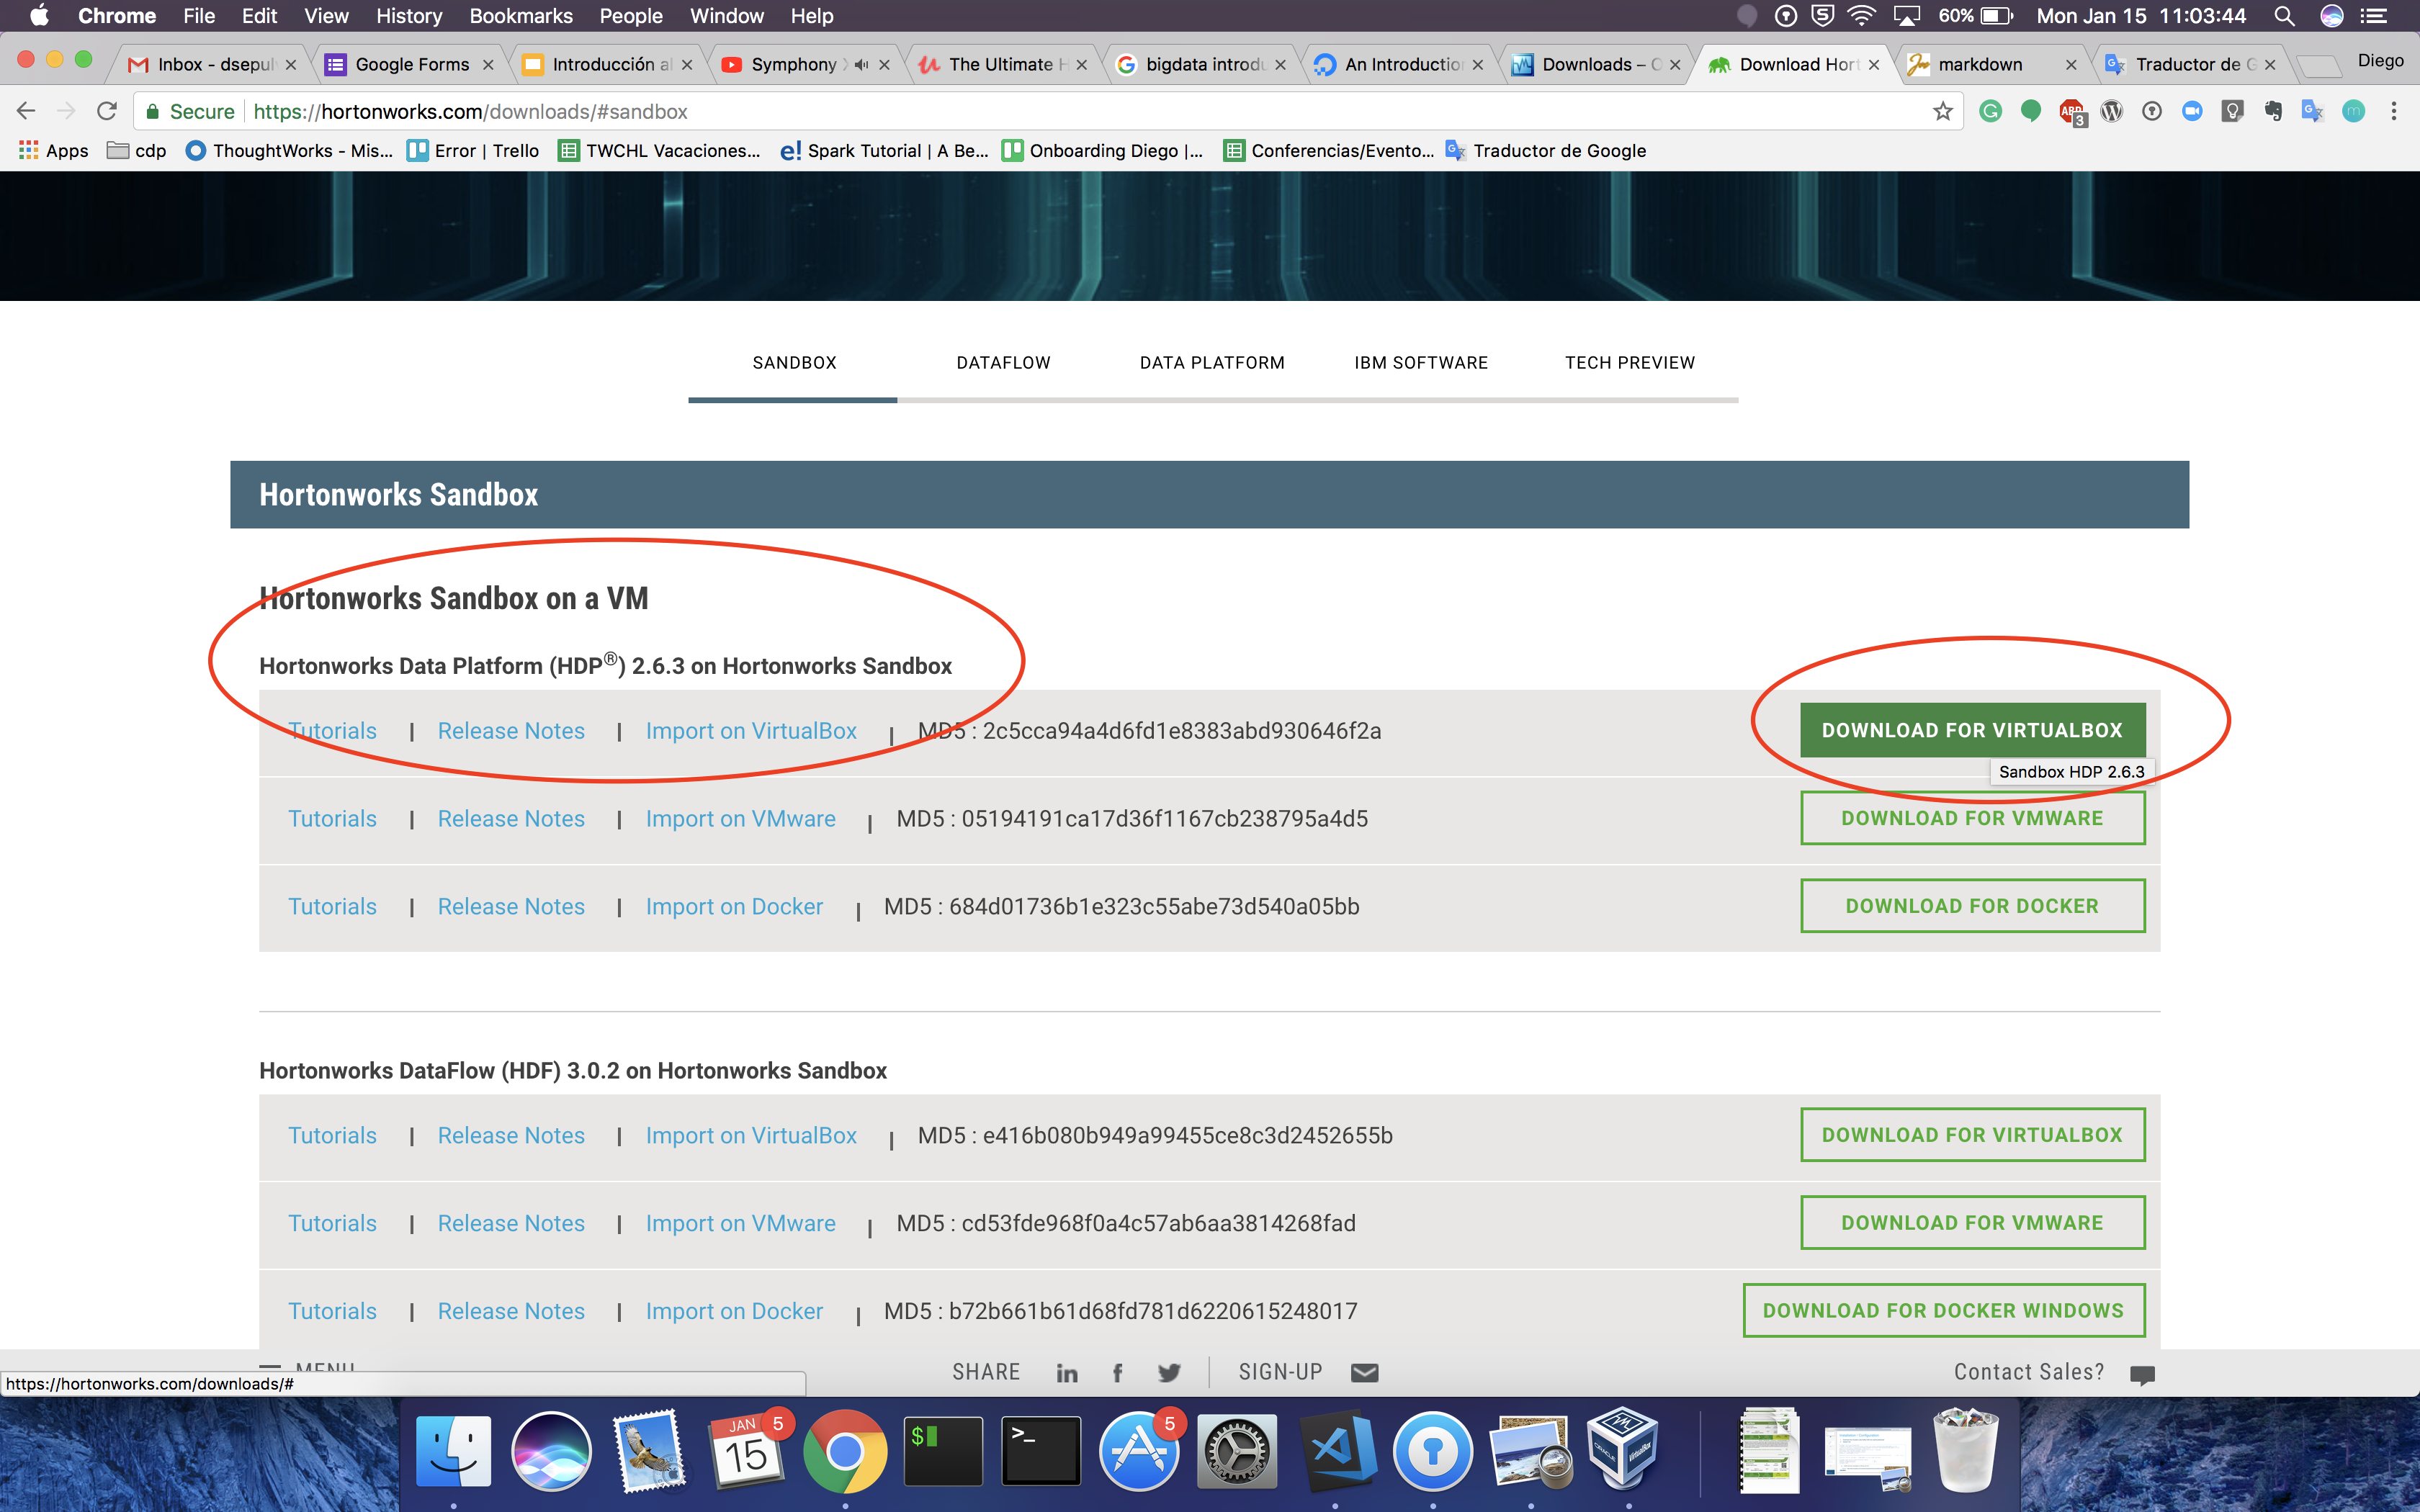 Chrome File Edit View History Bookmarks People Window Help 60% Mon Jan 15 11:03:44
Inbox - dsepul Google Forms Introducción al Symphony X The Ultimate H bigdata introdu An Introduction Downloads – O Download Hort markdown Traductor de G Diego
Secure https://hortonworks.com/downloads/#sandbox
ABP 3
Apps cdp ThoughtWorks - Mis... Error | Trello TWCHL Vacaciones... e! Spark Tutorial | A Be... Onboarding Diego |... Conferencias/Evento... Traductor de Google
SANDBOX DATAFLOW DATA PLATFORM IBM SOFTWARE TECH PREVIEW
Hortonworks Sandbox
Hortonworks Sandbox on a VM
Hortonworks Data Platform (HDP®) 2.6.3 on Hortonworks Sandbox
Tutorials | Release Notes | Import on VirtualBox | MD5 : 2c5cca94a4d6fd1e8383abd930646f2a DOWNLOAD FOR VIRTUALBOX
Sandbox HDP 2.6.3
Tutorials | Release Notes | Import on VMware | MD5 : 05194191ca17d36f1167cb238795a4d5 DOWNLOAD FOR VMWARE
Tutorials | Release Notes | Import on Docker | MD5 : 684d01736b1e323c55abe73d540a05bb DOWNLOAD FOR DOCKER
Hortonworks DataFlow (HDF) 3.0.2 on Hortonworks Sandbox
Tutorials | Release Notes | Import on VirtualBox | MD5 : e416b080b949a99455ce8c3d2452655b DOWNLOAD FOR VIRTUALBOX
Tutorials | Release Notes | Import on VMware | MD5 : cd53fde968f0a4c57ab6aa3814268fad DOWNLOAD FOR VMWARE
Tutorials | Release Notes | Import on Docker | MD5 : b72b661b61d68fd781d6220615248017 DOWNLOAD FOR DOCKER WINDOWS
MENU SHARE SIGN-UP Contact Sales?
https://hortonworks.com/downloads/#
JAN 15 5 5